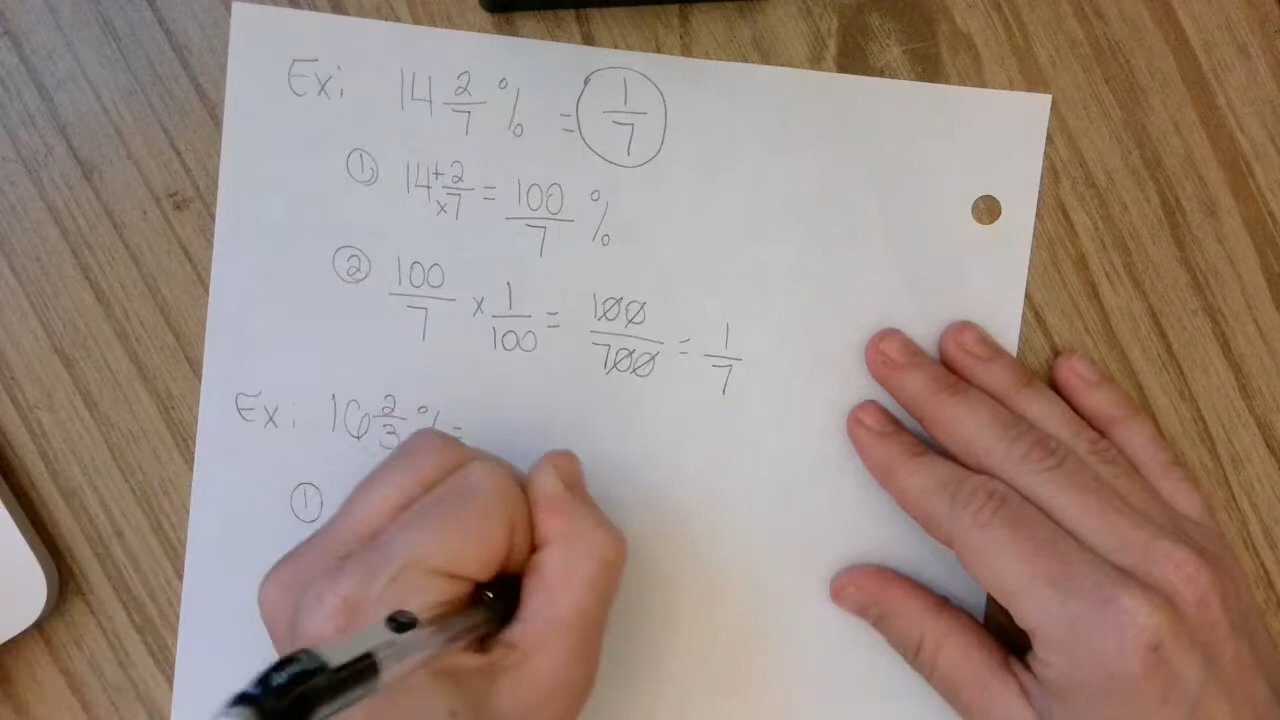 Ex: 14 2/7 % = 1/7
① 14 + 2 / × 7 = 100/7 %
② 100/7 × 1/100 = 100/700 = 1/7
Ex: 16 2/3 % =
①